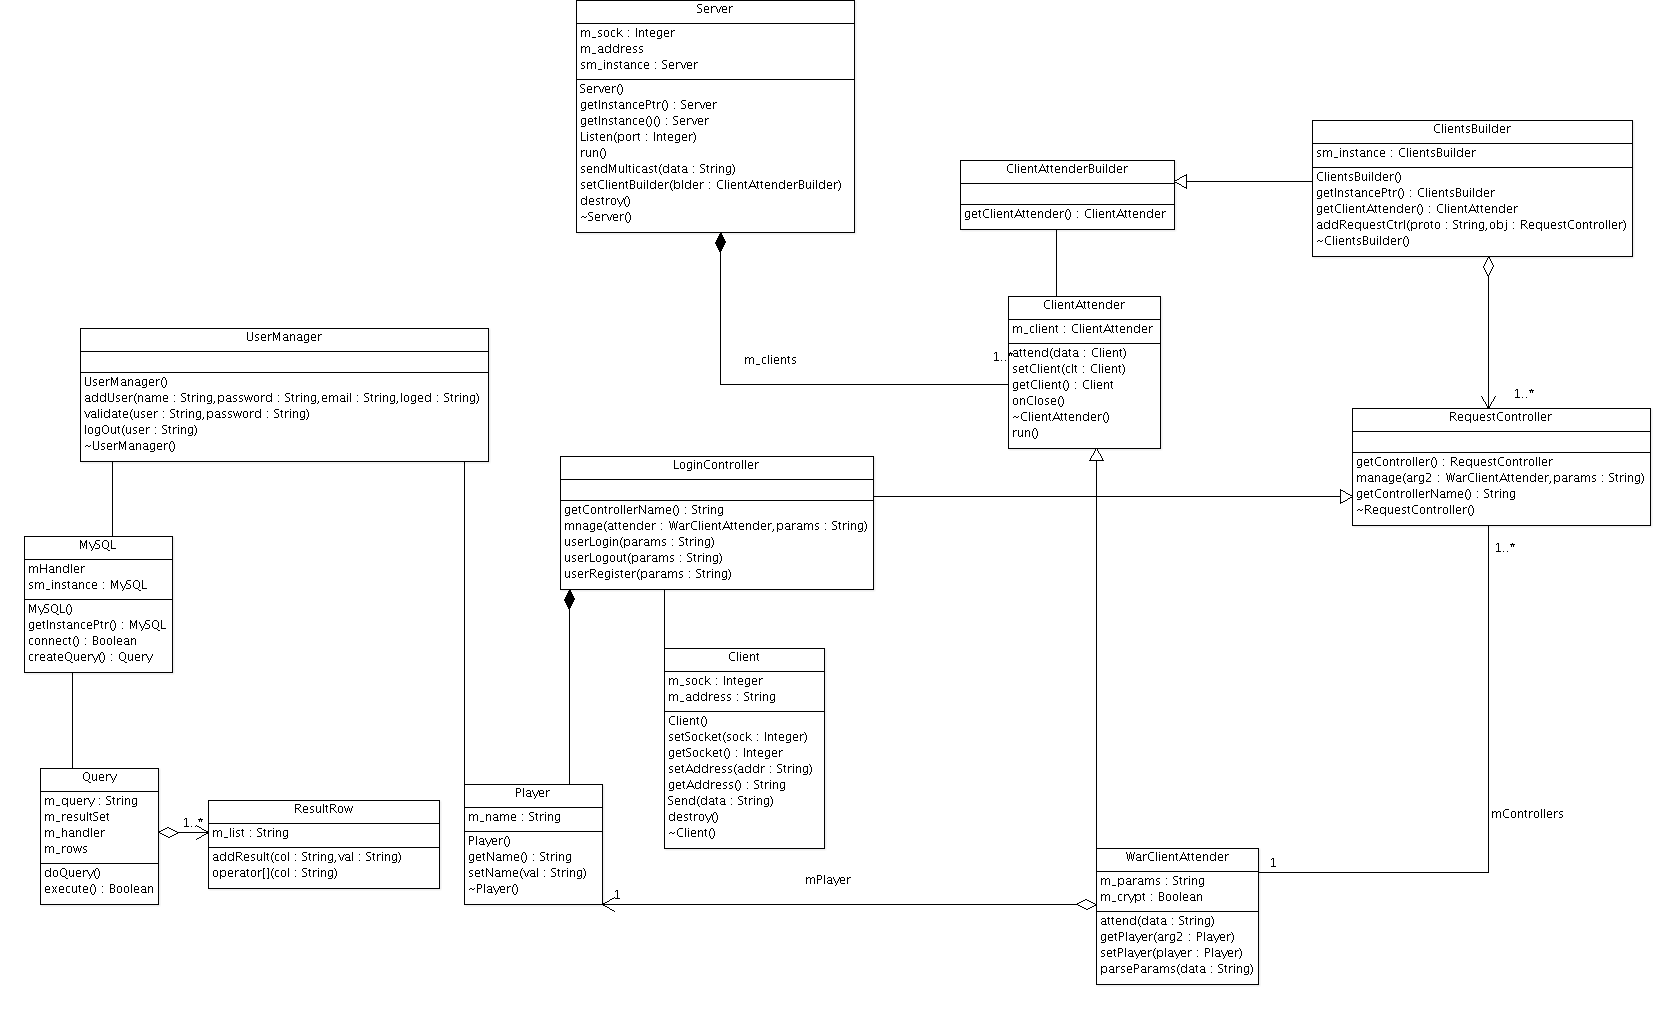 Server
m_sock : Integer
m_address
sm_instance : Server
Server()
getInstancePtr() : Server
getInstance()() : Server
Listen(port : Integer)
run()
sendMulticast(data : String)
setClientBuilder(blder : ClientAttenderBuilder)
destroy()
~Server()
ClientAttenderBuilder
getClientAttender() : ClientAttender
ClientsBuilder
sm_instance : ClientsBuilder
ClientsBuilder()
getInstancePtr() : ClientsBuilder
getClientAttender() : ClientAttender
addRequestCtrl(proto : String,obj : RequestController)
~ClientsBuilder()
ClientAttender
m_client : ClientAttender
attend(data : Client)
setClient(clt : Client)
getClient() : Client
onClose()
~ClientAttender()
run()
m_clients
1..*
UserManager
UserManager()
addUser(name : String,password : String,email : String,loged : String)
validate(user : String,password : String)
logOut(user : String)
~UserManager()
1..*
RequestController
getController() : RequestController
manage(arg2 : WarClientAttender,params : String)
getControllerName() : String
~RequestController()
1..*
LoginController
getControllerName() : String
mnage(attender : WarClientAttender,params : String)
userLogin(params : String)
userLogout(params : String)
userRegister(params : String)
MySQL
mHandler
sm_instance : MySQL
MySQL()
getInstancePtr() : MySQL
connect() : Boolean
createQuery() : Query
Client
m_sock : Integer
m_address : String
Client()
setSocket(sock : Integer)
getSocket() : Integer
setAddress(addr : String)
getAddress() : String
Send(data : String)
destroy()
~Client()
Query
m_query : String
m_resultSet
m_handler
m_rows
doQuery()
execute() : Boolean
1..*
ResultRow
m_list : String
addResult(col : String,val : String)
operator[](col : String)
Player
m_name : String
Player()
getName() : String
setName(val : String)
~Player()
1
mPlayer
mControllers
1
WarClientAttender
m_params : String
m_crypt : Boolean
attend(data : String)
getPlayer(arg2 : Player)
setPlayer(player : Player)
parseParams(data : String)